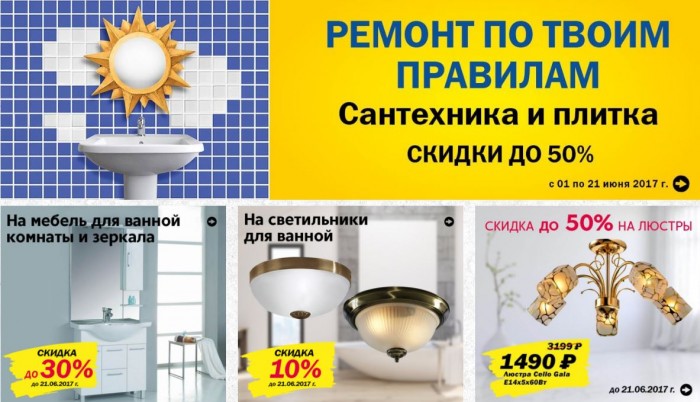 РЕМОНТ ПО ТВОИМ
ПРАВИЛАМ
Сантехника и плитка
СКИДКИ ДО 50%
с 01 по 21 июня 2017 г.
На мебель для ванной
комнаты и зеркала
СКИДКА
до 30%
до 21.06.2017 г.
На светильники
для ванной
СКИДКА
10%
до 21.06.2017 г.
СКИДКА ДО 50% НА ЛЮСТРЫ
3199 ₽
1490 ₽
Люстра Cello Gala
E14x5x60Вт
до 21.06.2017 г.